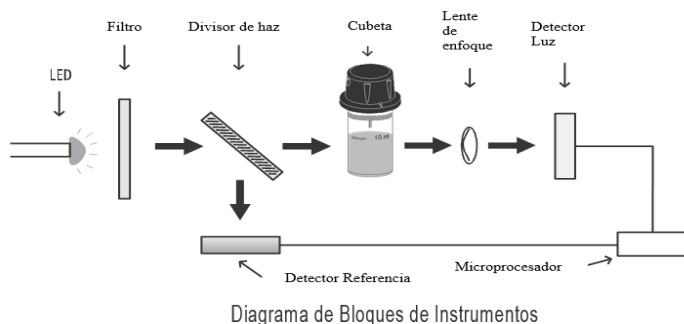 Filtro
Divisor de haz
Cubeta
Lente
de
enfoque
Detector
Luz
LED
10 ml
Detector Referencia
Microprocesador
Diagrama de Bloques de Instrumentos